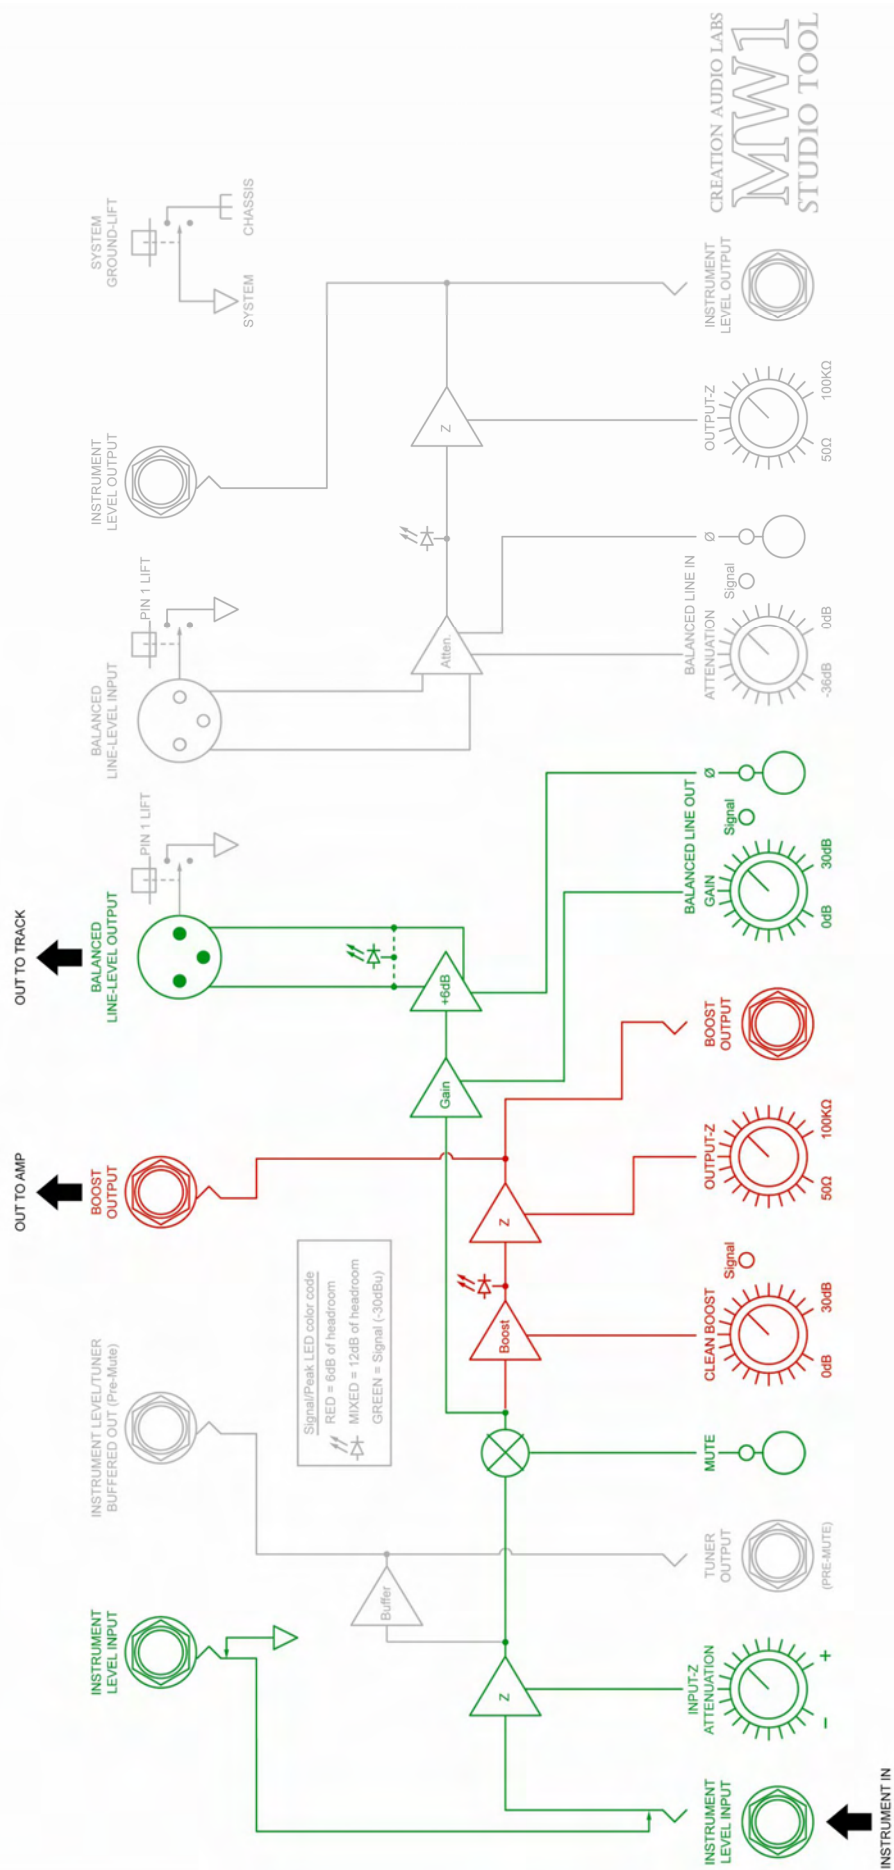 INSTRUMENT IN
INSTRUMENT
LEVEL INPUT
INSTRUMENT
LEVEL INPUT
Z
INPUT-Z
ATTENUATION
–
+
Buffer
INSTRUMENT LEVEL/TUNER
BUFFERED OUT (Pre-Mute)
TUNER
OUTPUT
(PRE-MUTE)
MUTE
Signal/Peak LED color code
RED = 6dB of headroom
MIXED = 12dB of headroom
GREEN = Signal (-30dBu)
Boost
CLEAN BOOST
Signal
0dB
30dB
OUT TO AMP
BOOST
OUTPUT
Z
OUTPUT-Z
50Ω
100KΩ
BOOST
OUTPUT
Gain
+6dB
OUT TO TRACK
BALANCED
LINE-LEVEL OUTPUT
PIN 1 LIFT
BALANCED LINE OUT
GAIN
Signal
Ø
0dB
30dB
BALANCED
LINE-LEVEL INPUT
PIN 1 LIFT
Atten.
BALANCED LINE IN
ATTENUATION
Signal
Ø
-36dB
0dB
INSTRUMENT
LEVEL OUTPUT
Z
OUTPUT-Z
50Ω
100KΩ
INSTRUMENT
LEVEL OUTPUT
SYSTEM
GROUND-LIFT
SYSTEM
CHASSIS
CREATION AUDIO LABS
MW1
STUDIO TOOL